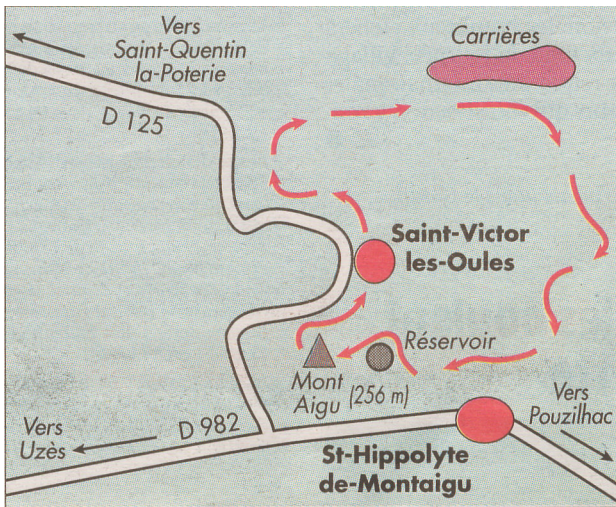 Vers
Saint-Quentin
la-Poterie
Carrières
D 125
Saint-Victor
les-Oules
Réservoir
Mont
Aigu (256 m)
Vers
Pouzilhac
Vers
Uzès
D 982
St-Hippolyte
de-Montaigu